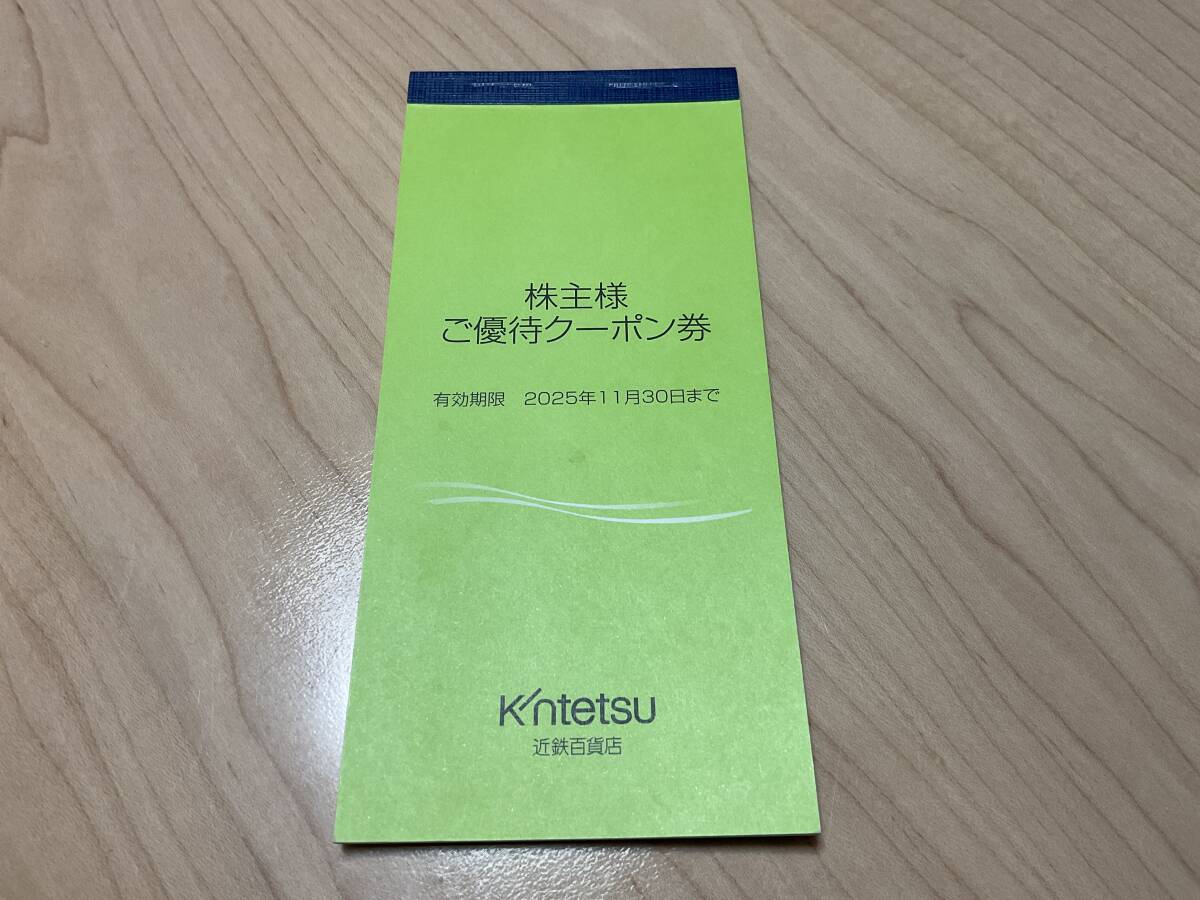 株主様
ご優待クーポン券
有効期限 2025年11月30日まで
Kintetsu
近鉄百貨店